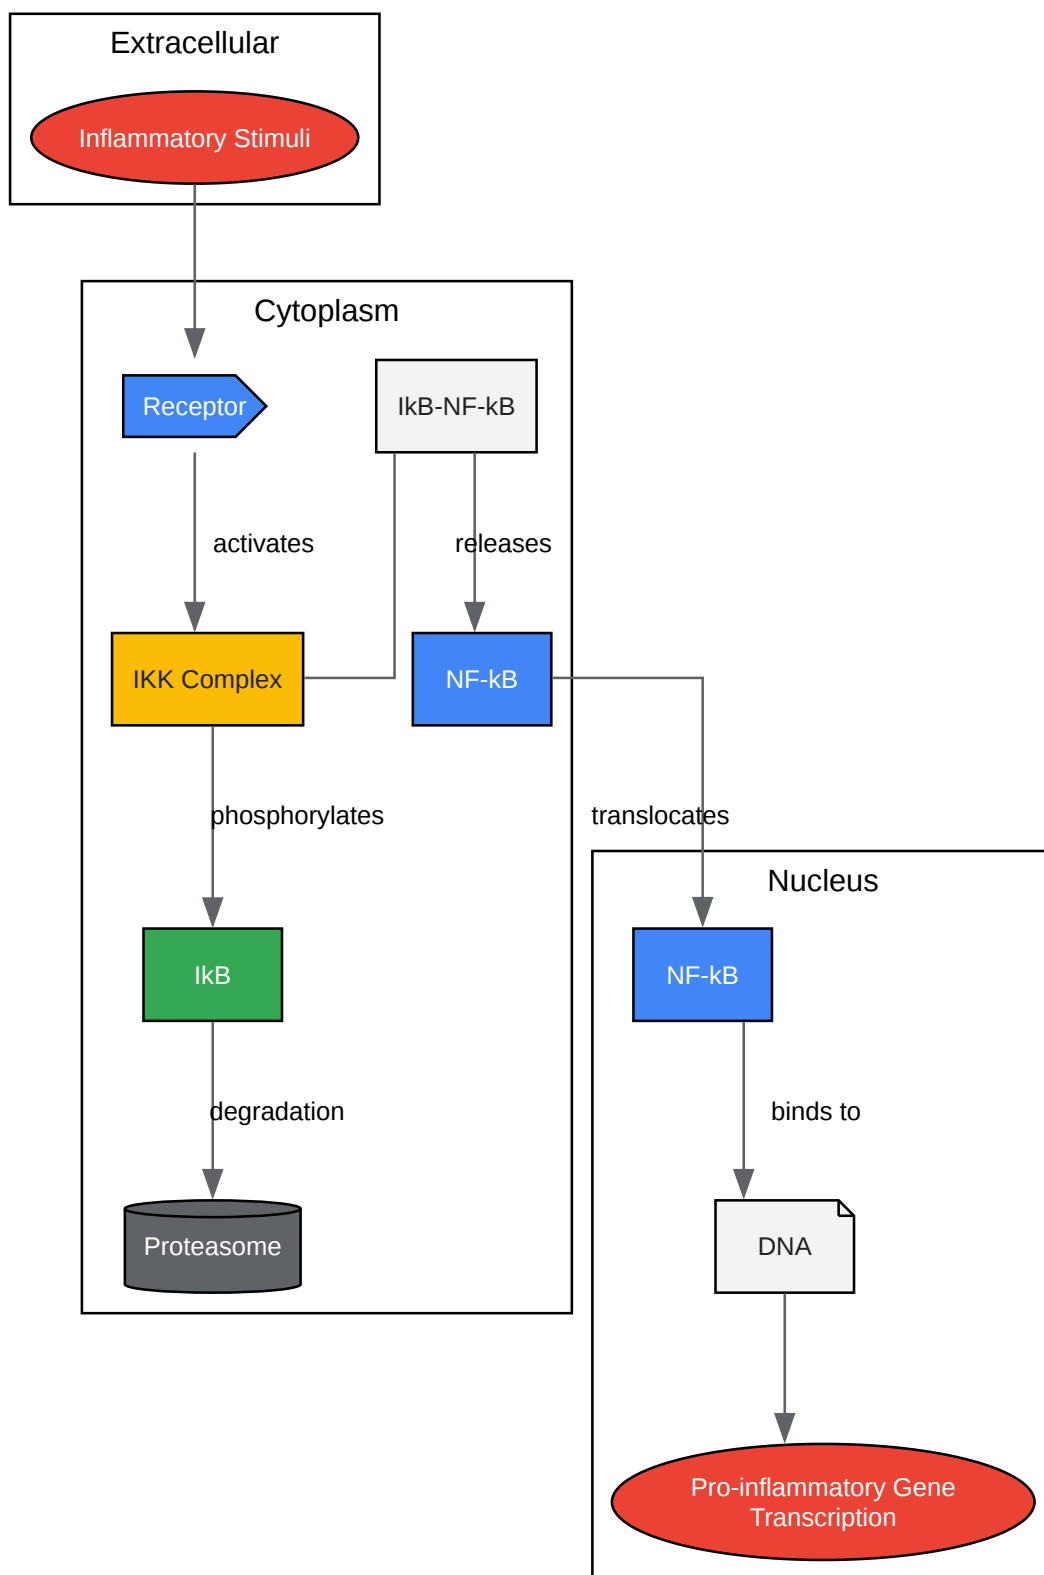 Extracellular
Inflammatory Stimuli
Cytoplasm
Receptor
IkB-NF-kB
activates
releases
IKK Complex
NF-kB
phosphorylates
translocates
Nucleus
IkB
NF-kB
degradation
binds to
Proteasome
DNA
Pro-inflammatory Gene
Transcription